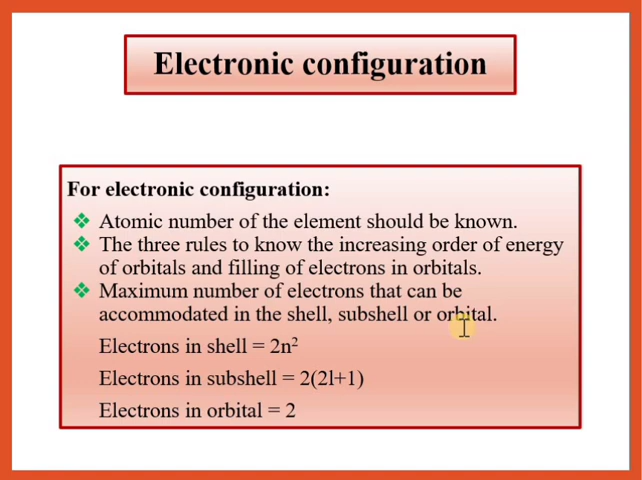 Electronic configuration
For electronic configuration:
❖ Atomic number of the element should be known.
❖ The three rules to know the increasing order of energy
of orbitals and filling of electrons in orbitals.
❖ Maximum number of electrons that can be
accommodated in the shell, subshell or orbital.
Electrons in shell = 2n²
Electrons in subshell = 2(2l+1)
Electrons in orbital = 2